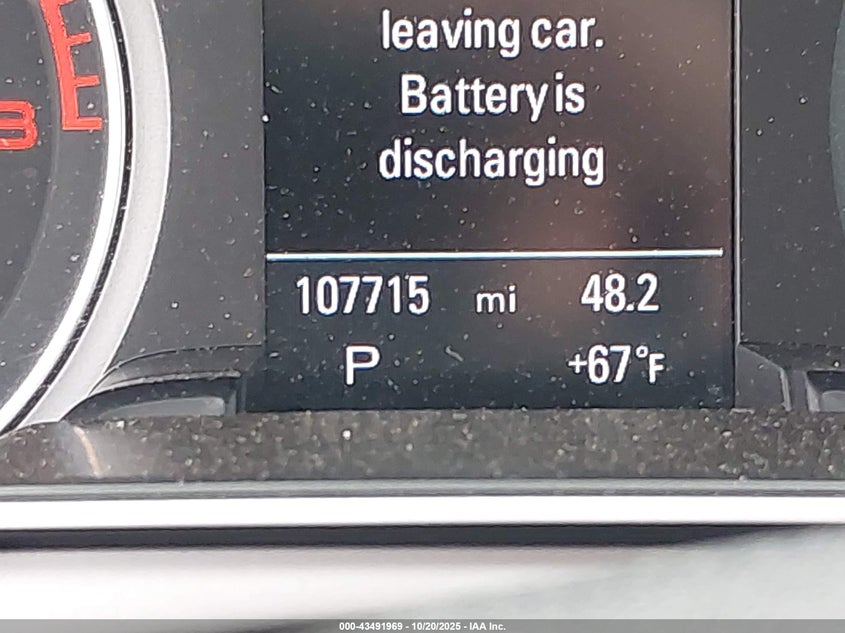 leaving car.
Battery is
discharging
107715 mi 48.2
P +67°F
000-43491969 - 10/20/2025 - IAA Inc.